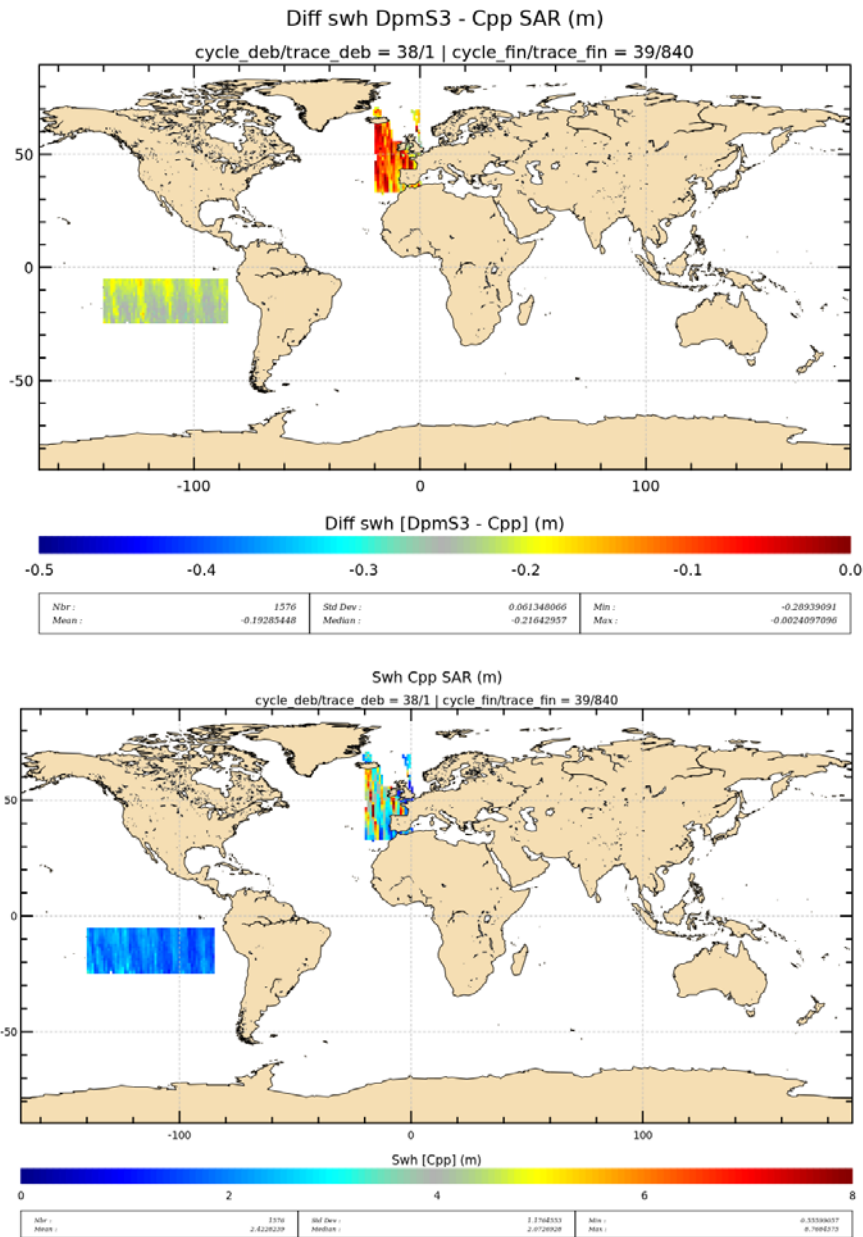 Diff swh DpmS3 - Cpp SAR (m)
cycle_deb/trace_deb = 38/1 | cycle_fin/trace_fin = 39/840
50
0
-50
-100 0 100
Diff swh [DpmS3 - Cpp] (m)
-0.5 -0.4 -0.3 -0.2 -0.1 0.0
Nbr : 1576 Std Dev : 0.061348066 Min : -0.28939091
Mean : -0.19285448 Median : -0.21642957 Max : -0.0024097096
Swh Cpp SAR (m)
cycle_deb/trace_deb = 38/1 | cycle_fin/trace_fin = 39/840
50
0
-50
-100 0 100
Swh [Cpp] (m)
0 2 4 6 8
Nbr : 1576 Std Dev : Min :
Mean : 2.4228239 Median : Max :